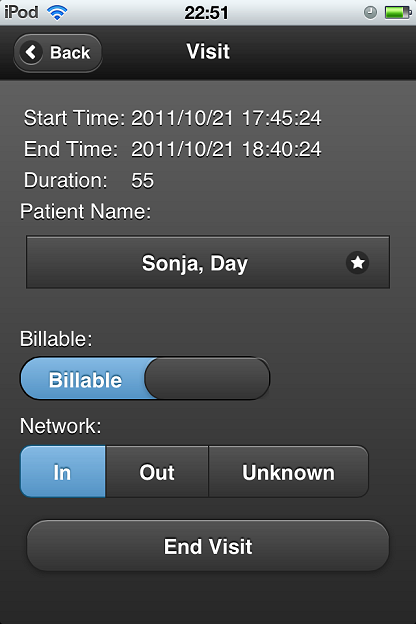 iPod 22:51
Back Visit
Start Time: 2011/10/21 17:45:24
End Time: 2011/10/21 18:40:24
Duration: 55
Patient Name:
Sonja, Day
Billable:
Billable
Network:
In Out Unknown
End Visit